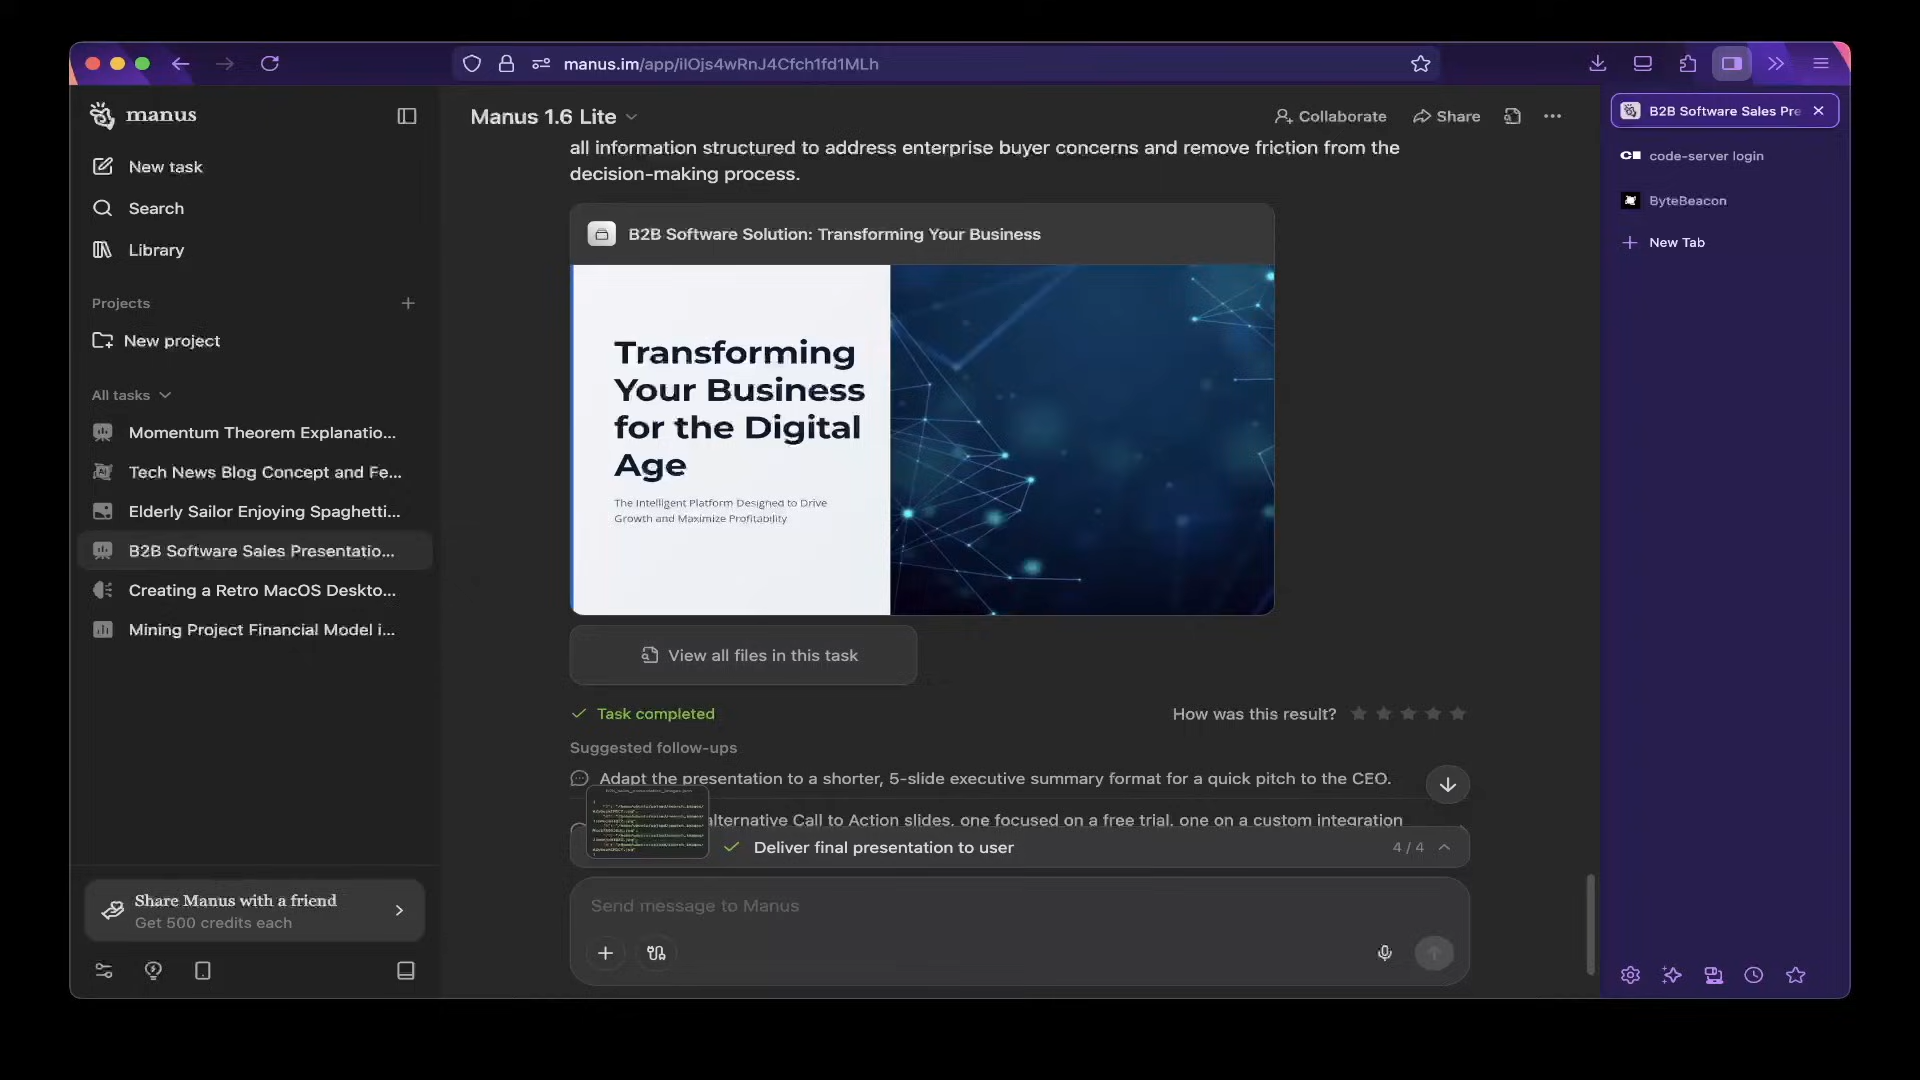 manus.im/app/ilOjs4wRnJ4Cfch1fd1MLh
manus
New task
Search
Library
Projects
New project
All tasks
Momentum Theorem Explanatio...
Tech News Blog Concept and Fe...
Elderly Sailor Enjoying Spaghetti...
B2B Software Sales Presentatio...
Creating a Retro MacOS Deskto...
Mining Project Financial Model i...
Share Manus with a friend
Get 500 credits each
Manus 1.6 Lite
Collaborate
Share
all information structured to address enterprise buyer concerns and remove friction from the
decision-making process.
B2B Software Solution: Transforming Your Business
Transforming
Your Business
for the Digital
Age
The Intelligent Platform Designed to Drive
Growth and Maximize Profitability
View all files in this task
Task completed
How was this result?
Suggested follow-ups
Adapt the presentation to a shorter, 5-slide executive summary format for a quick pitch to the CEO.
alternative Call to Action slides, one focused on a free trial, one on a custom integration
Deliver final presentation to user
4 / 4
Send message to Manus
B2B Software Sales Pre
code-server login
ByteBeacon
New Tab